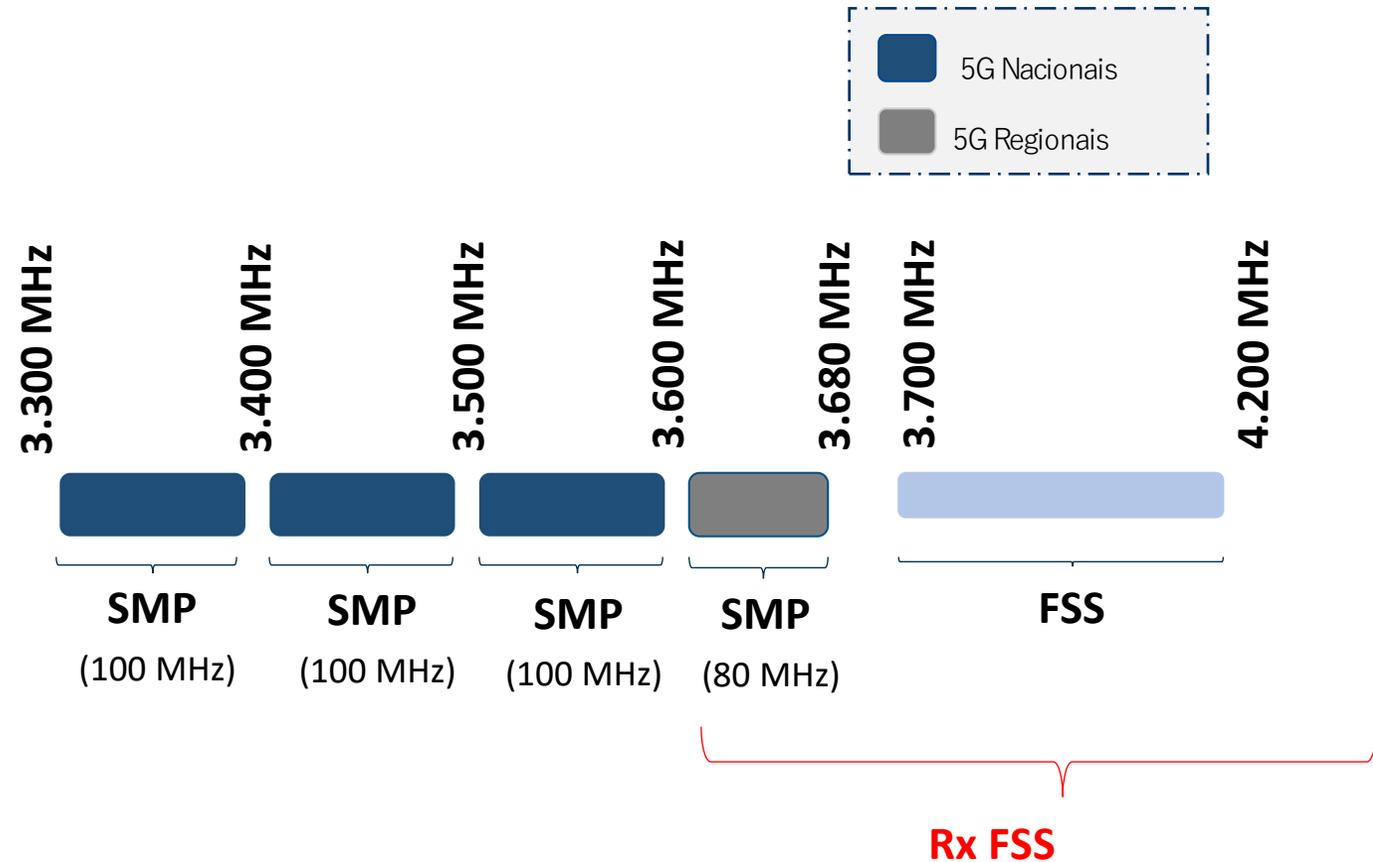 5G Nacionais
5G Regionais
3.300 MHz
3.400 MHz
3.500 MHz
3.600 MHz
3.680 MHz
3.700 MHz
4.200 MHz
SMP
(100 MHz)
SMP
(100 MHz)
SMP
(100 MHz)
SMP
(80 MHz)
FSS
Rx FSS